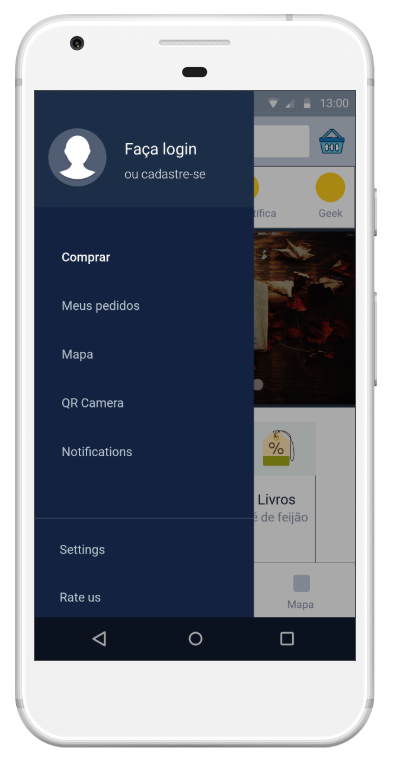 13:00
Faça login
ou cadastre-se
tífica
Geek
Comprar
Meus pedidos
Mapa
QR Camera
Notifications
%
Livros
é de feijão
Settings
Rate us
Mapa